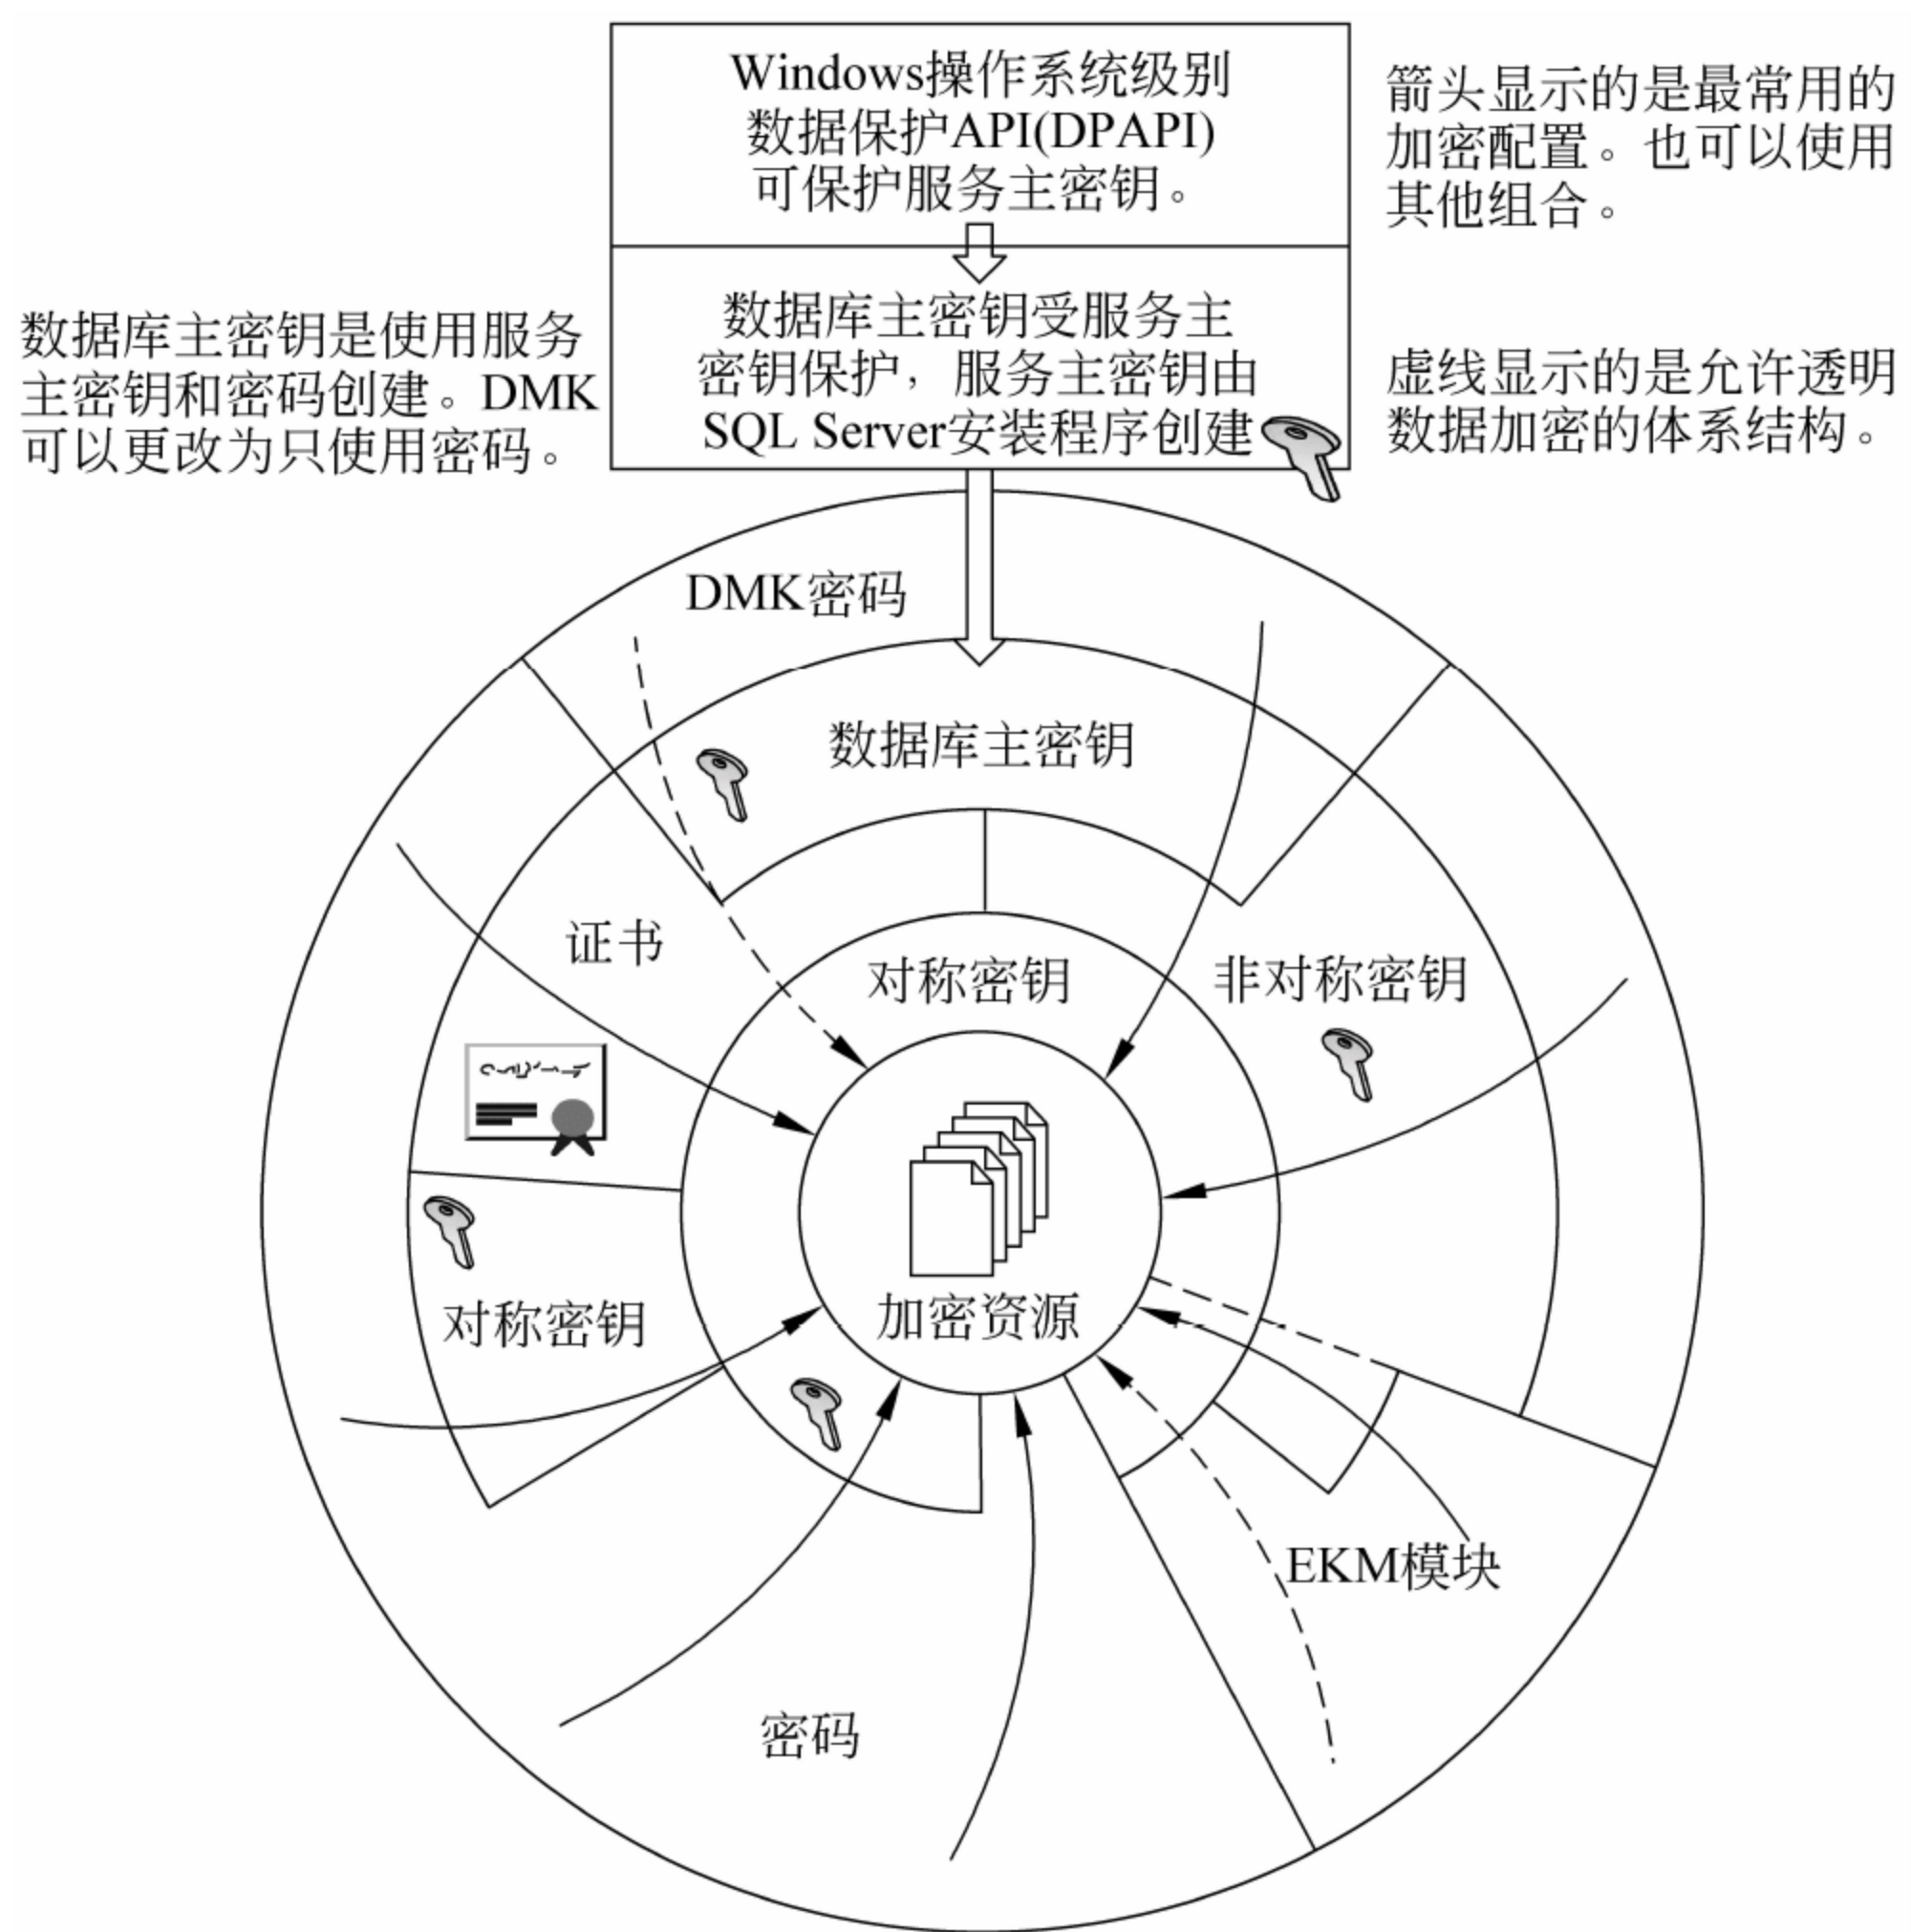 Windows操作系统级别
数据保护API(DPAPI)
可保护服务主密钥。
箭头显示的是最常用的
加密配置。也可以使用
其他组合。
数据库主密钥是使用服务
主密钥和密码创建。DMK
可以更改为只使用密码。
数据库主密钥受服务主
密钥保护，服务主密钥由
SQL Server安装程序创建
虚线显示的是允许透明
数据加密的体系结构。
DMK密码
数据库主密钥
证书
对称密钥
非对称密钥
对称密钥
加密资源
EKM模块
密码